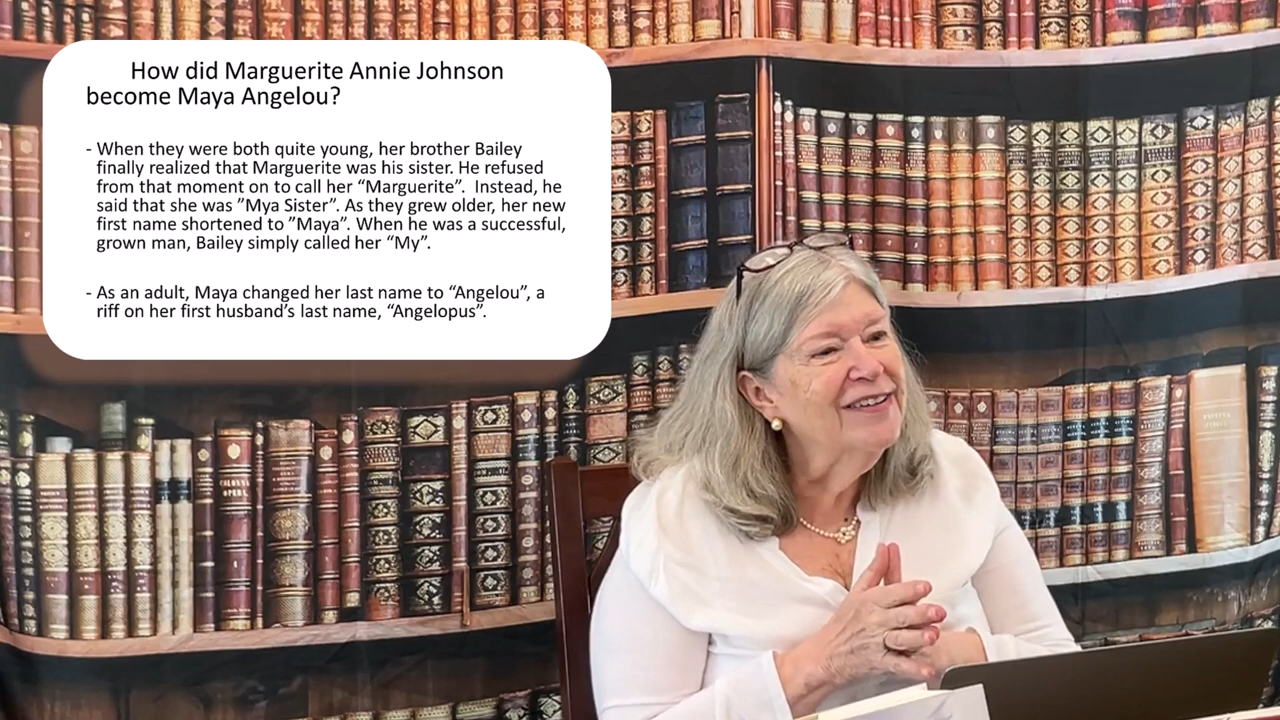 How did Marguerite Annie Johnson
become Maya Angelou?
- When they were both quite young, her brother Bailey
finally realized that Marguerite was his sister. He refused
from that moment on to call her “Marguerite”.  Instead, he
said that she was ”Mya Sister”. As they grew older, her new
first name shortened to ”Maya”. When he was a successful,
grown man, Bailey simply called her “My”.
- As an adult, Maya changed her last name to “Angelou”, a
riff on her first husband’s last name, “Angelopus”.